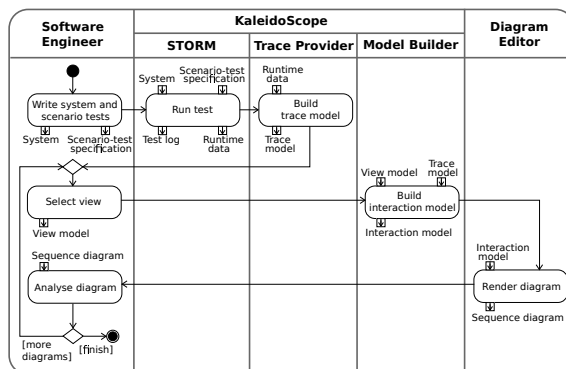 KaleidoScope
Software
Engineer
STORM
Trace Provider
Model Builder
Diagram
Editor
System
Scenario-test
specification
Runtime
data
Write system and
scenario tests
Run test
Build
trace model
System
Scenario-test
specification
Test log
Runtime
data
Trace
model
View model
Trace
model
Select view
Build
interaction model
View model
Interaction model
Sequence diagram
Interaction
model
Analyse diagram
Render diagram
Sequence diagram
[more
diagrams]
[finish]